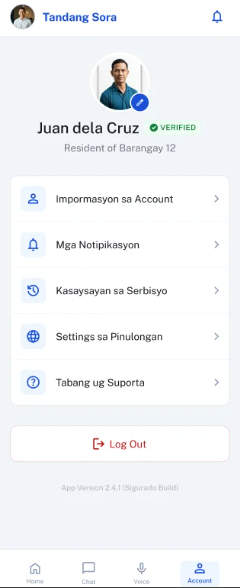 Tandang Sora
Juan dela Cruz VERIFIED
Resident of Barangay 12
Impormasyon sa Account
Mga Notipikasyon
Kasaysayan sa Serbisyo
Settings sa Pinulongan
Tabang ug Suporta
Log Out
App Version 2.4.1 (Sigurado Build)
Home Chat Voice Account